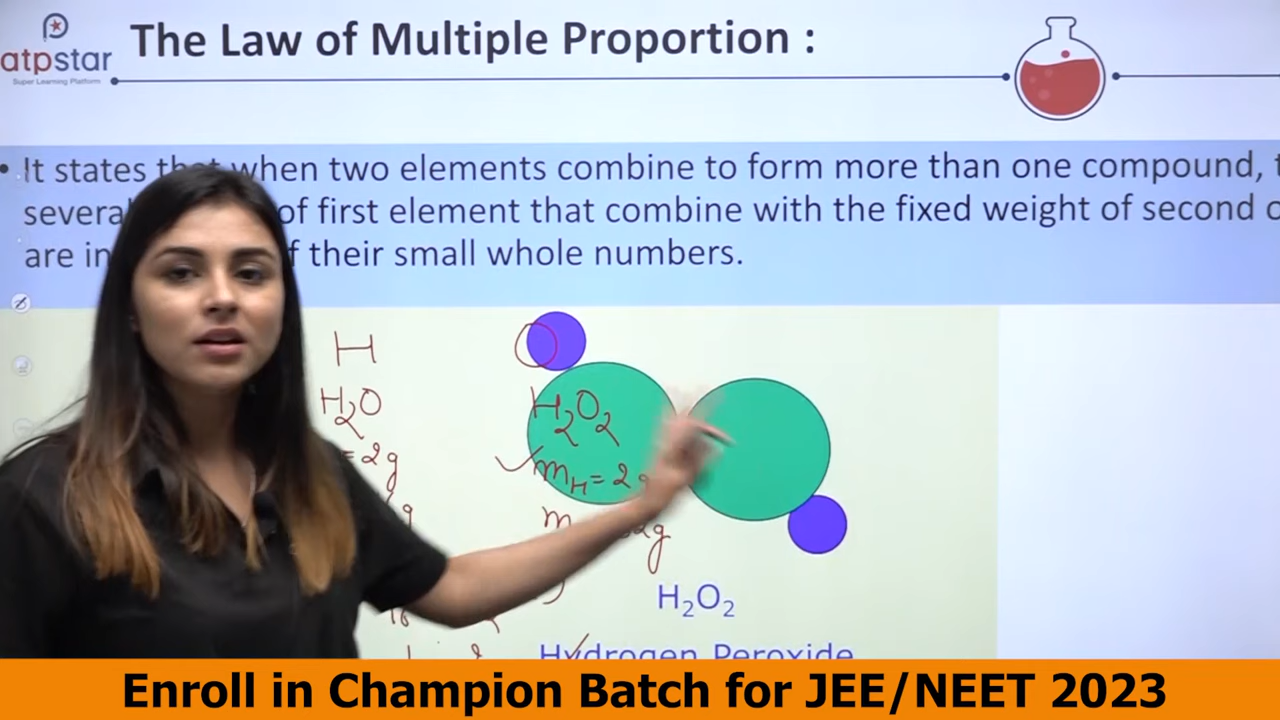 atpstar
Super Learning Platform
The Law of Multiple Proportion :
• It states when two elements combine to form more than one compound,
of first element that combine with the fixed weight of second
are in their small whole numbers.
H O
H₂O H₂O₂
= 2g ✓ mH = 2g
g m 2g
16
H₂O₂
Hydrogen Peroxide
Enroll in Champion Batch for JEE/NEET 2023